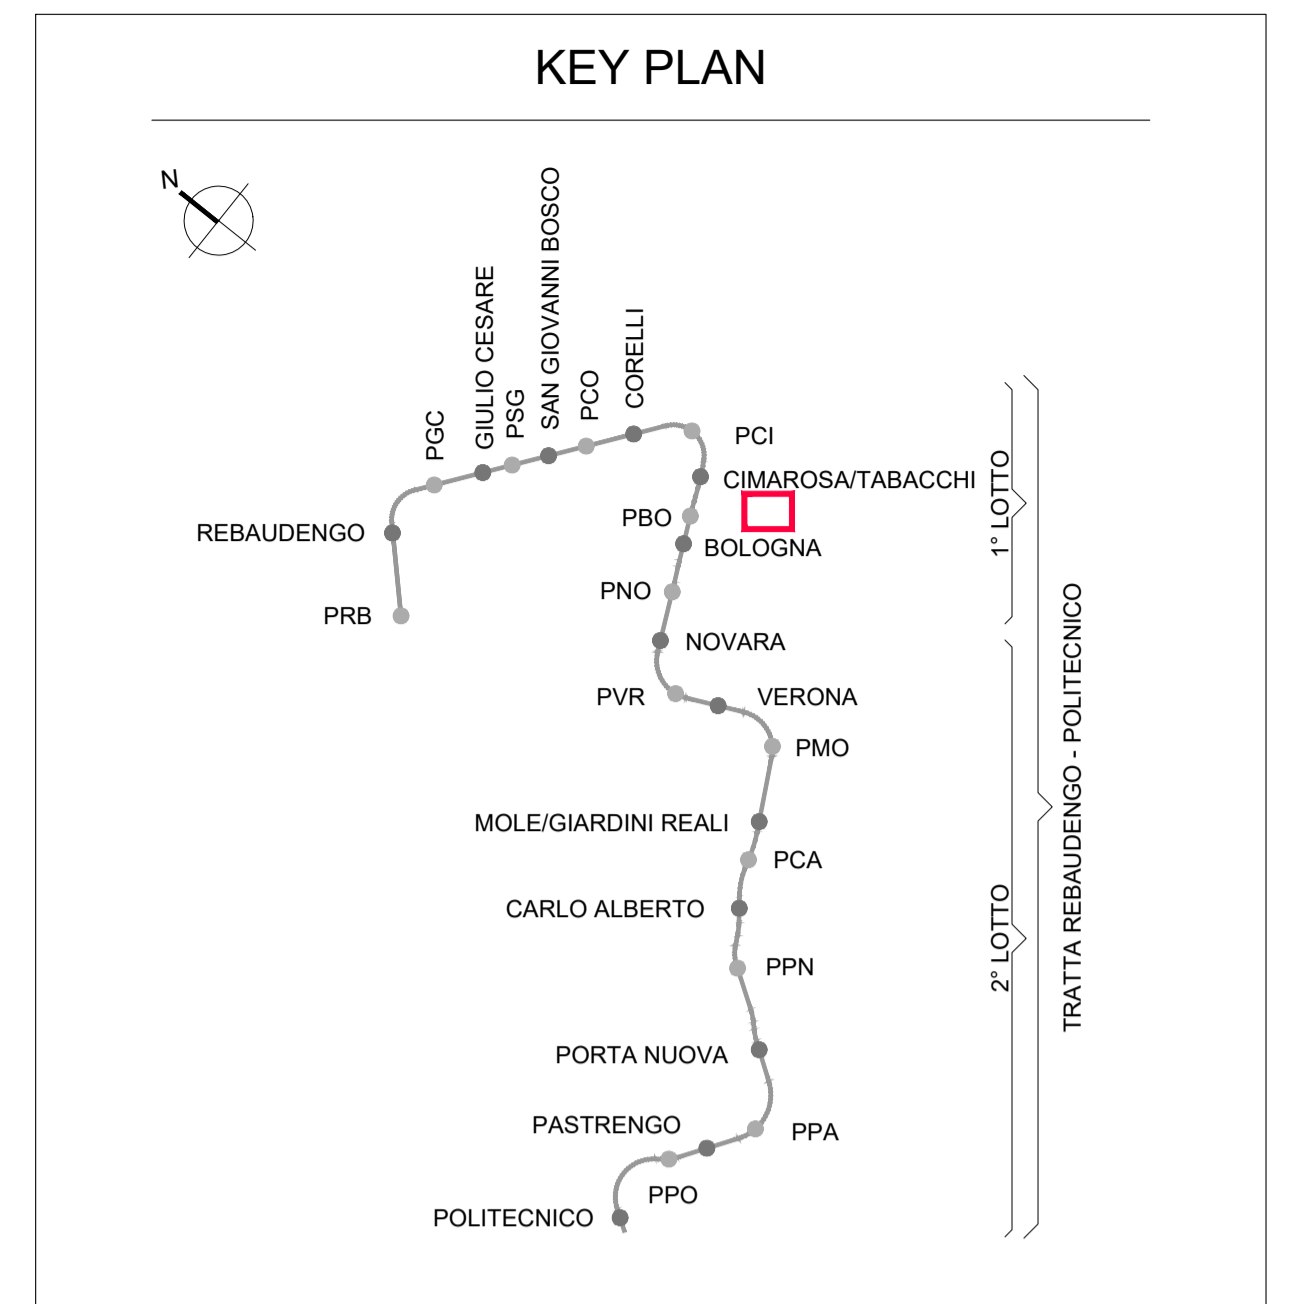 KEY PLAN
N
PGC
GIULIO CESARE
PSG
SAN GIOVANNI BOSCO
PCO
CORELLI
PCI
CIMAROSA/TABACCHI
PBO
REBAUDENGO
BOLOGNA
PNO
PRB
NOVARA
PVR
VERONA
PMO
MOLE/GIARDINI REALI
PCA
CARLO ALBERTO
PPN
PORTA NUOVA
PASTRENGO
PPA
PPO
POLITECNICO
1° LOTTO
2° LOTTO
TRATTA REBAUDENGO - POLITECNICO